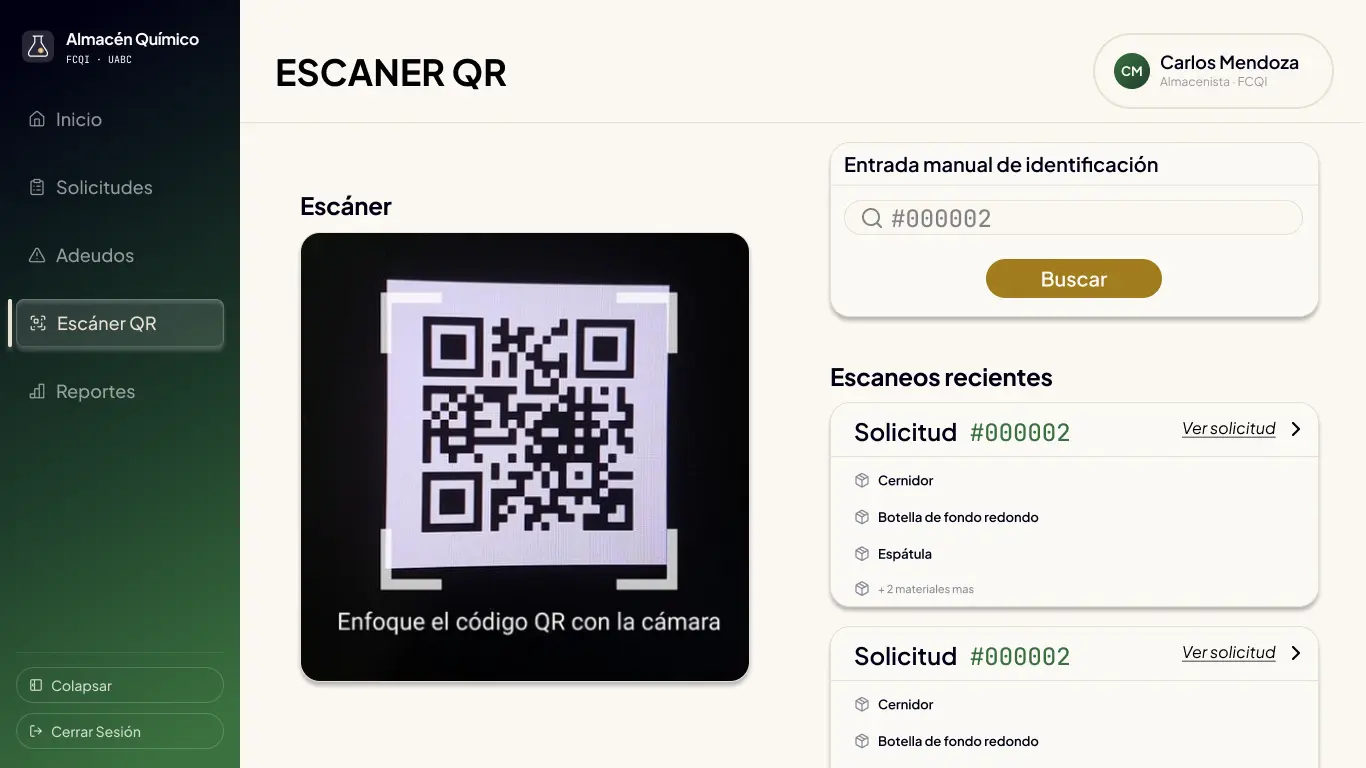 Almacén Químico
FCQI · UABC
Inicio
Solicitudes
Adeudos
Escáner QR
Reportes
Colapsar
Cerrar Sesión
ESCANER QR
CM
Carlos Mendoza
Almacenista · FCQI
Escáner
Enfoque el código QR con la cámara
Entrada manual de identificación
#000002
Buscar
Escaneos recientes
Solicitud #000002 Ver solicitud
Cernidor
Botella de fondo redondo
Espátula
+ 2 materiales mas
Solicitud #000002 Ver solicitud
Cernidor
Botella de fondo redondo